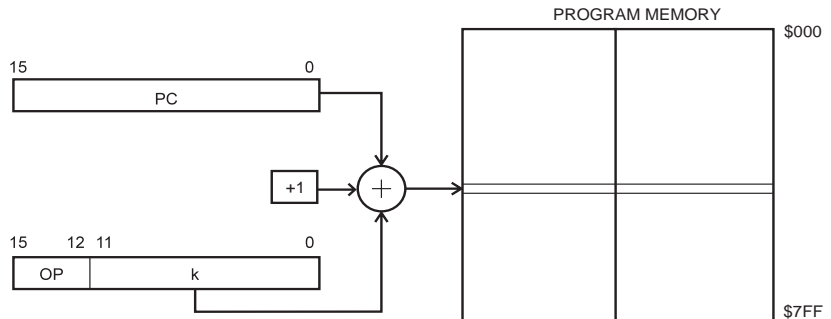 PROGRAM MEMORY
$000
15 0
PC
+1
+
15 12 11 0
OP k
$7FF